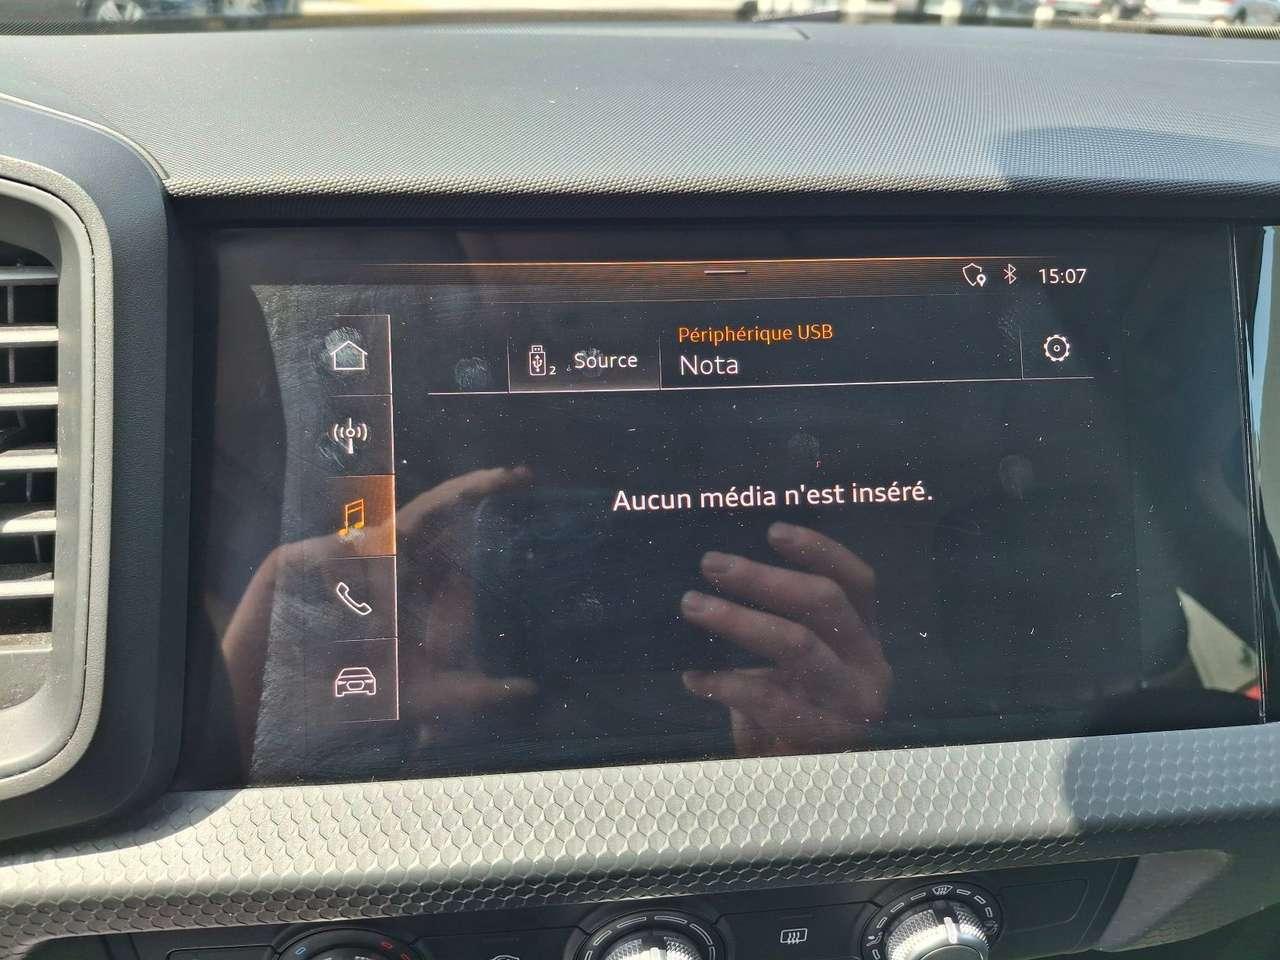 15:07
Périphérique USB
2 Source
Nota
Aucun média n'est inséré.